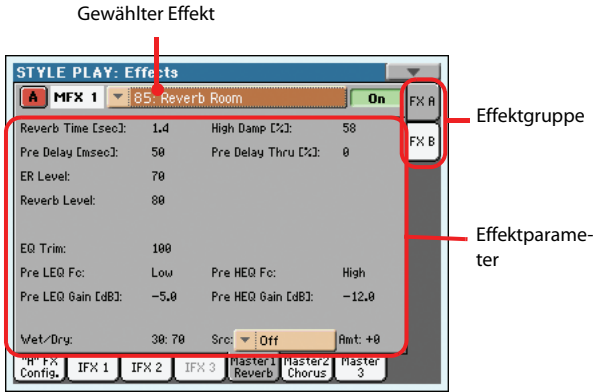 Gewählter Effekt
STYLE PLAY: Effects
A MFX 1 85: Reverb Room On FX A
Effektgruppe
Reverb Time [sec]: 1.4 High Damp [%]: 58
FX B
Pre Delay [msec]: 50 Pre Delay Thru [%]: 0
ER Level: 70
Reverb Level: 80
Effektparame-
ter
EQ Trim: 100
Pre LEQ Fc: Low Pre HEQ Fc: High
Pre LEQ Gain [dB]: -5.0 Pre HEQ Gain [dB]: -12.0
Wet/Dry: 30: 70 Src: Off Amt: +0
"A" FX IFX 1 IFX 2 IFX 3 Master1 Master2 Master
Config. Reverb Chorus 3